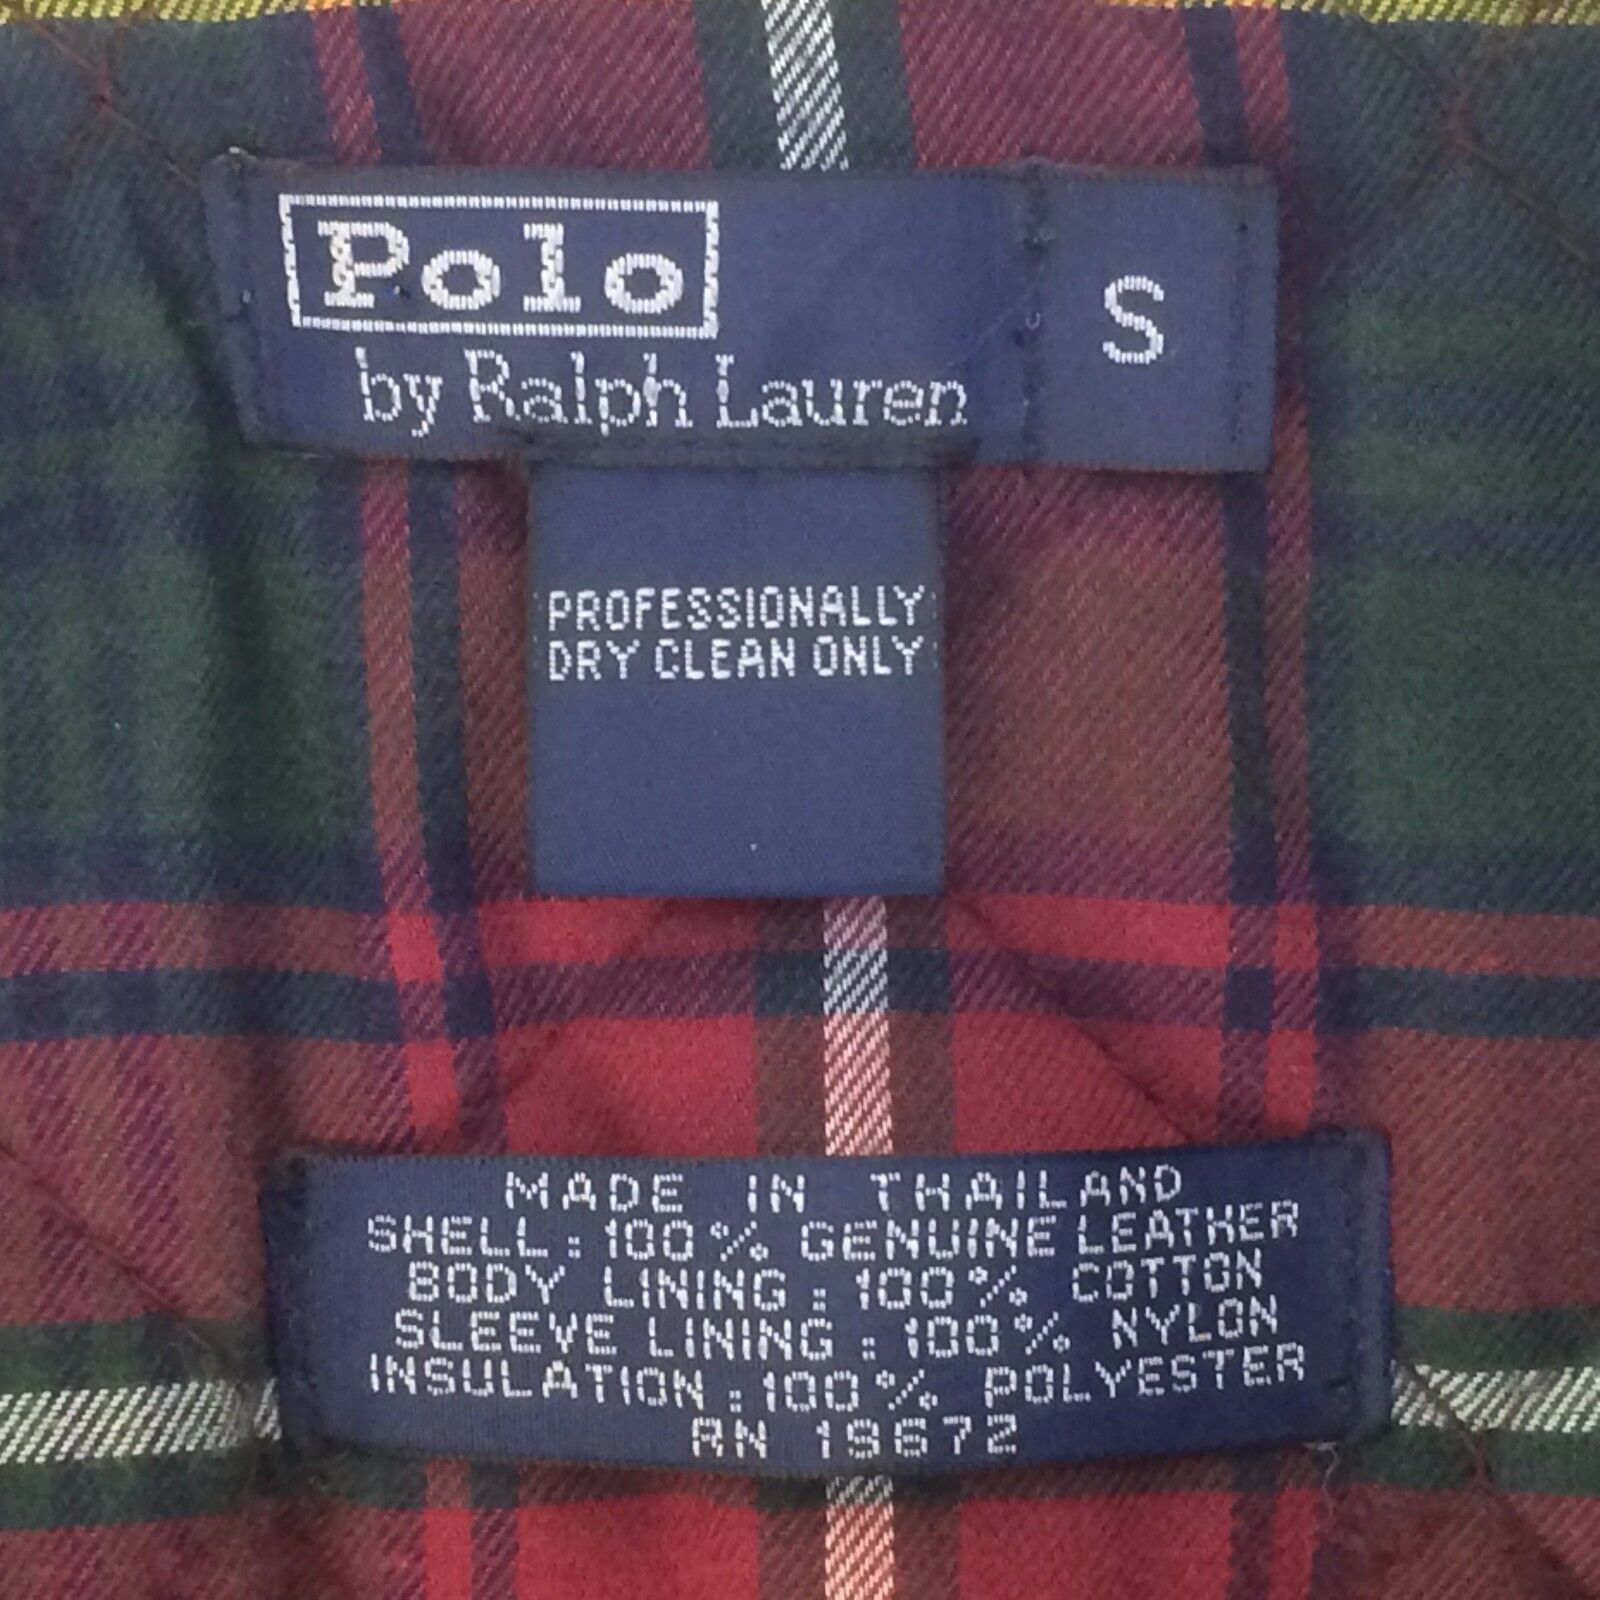 Polo
by Ralph Lauren
S
PROFESSIONALLY
DRY CLEAN ONLY
MADE IN THAILAND
SHELL : 100% GENUINE LEATHER
BODY LINING : 100% COTTON
SLEEVE LINING : 100% NYLON
INSULATION : 100% POLYESTER
RN 19672